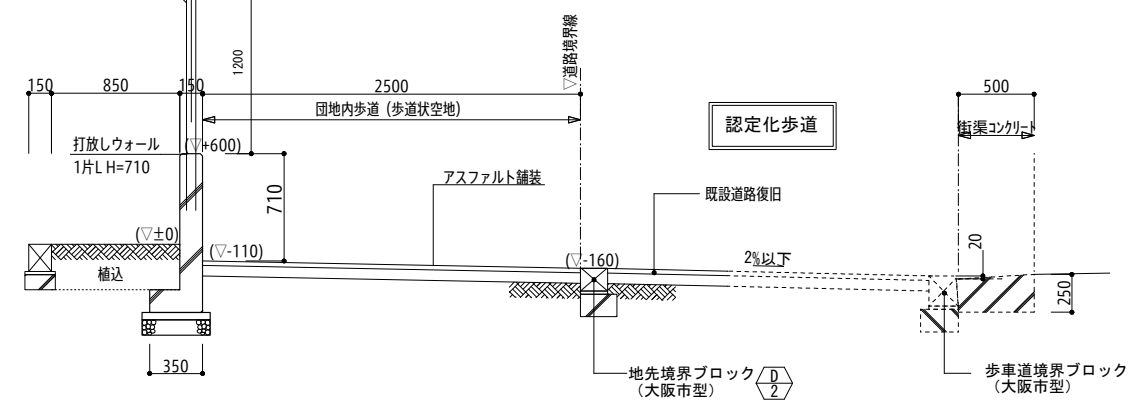 1200
▽道路境界線
150
850
150
2500
500
団地内歩道（歩道状空地）
認定化歩道
街渠コンクリート
打放しウォール
1片L H=710
(▽+600)
710
アスファルト舗装
既設道路復旧
(▽±0)
(▽-110)
(▽-160)
2%以下
20
植込
250
350
地先境界ブロック
（大阪市型）
D
2
歩車道境界ブロック
（大阪市型）